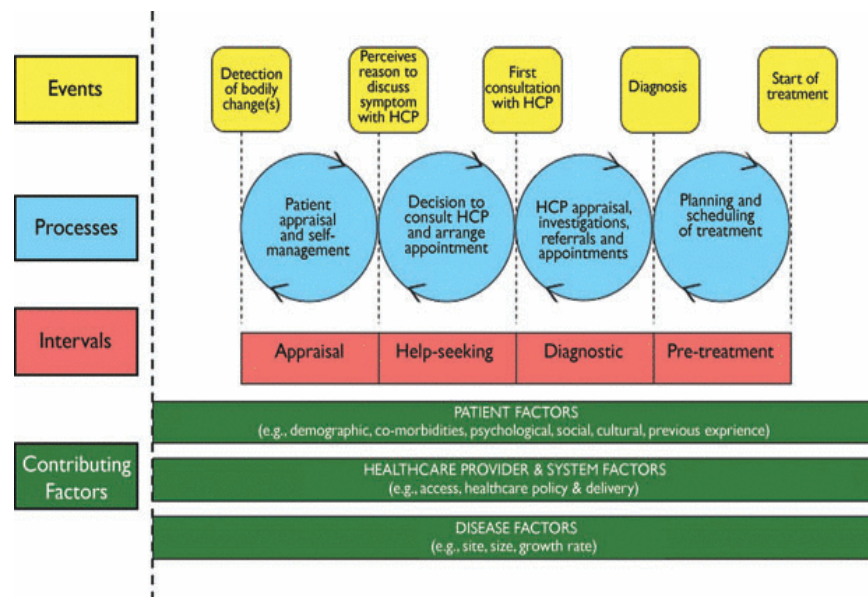 Events
Detection
of bodily
change(s)
Perceives
reason to
discuss
symptom
with HCP
First
consultation
with HCP
Diagnosis
Start of
treatment
Processes
Patient
appraisal
and self-
management
Decision to
consult HCP
and arrange
appointment
HCP appraisal,
investigations,
referrals and
appointments
Planning and
scheduling
of treatment
Intervals
Appraisal
Help-seeking
Diagnostic
Pre-treatment
Contributing
Factors
PATIENT FACTORS
(e.g., demographic, co-morbidities, psychological, social, cultural, previous exprience)
HEALTHCARE PROVIDER & SYSTEM FACTORS
(e.g., access, healthcare policy & delivery)
DISEASE FACTORS
(e.g., site, size, growth rate)